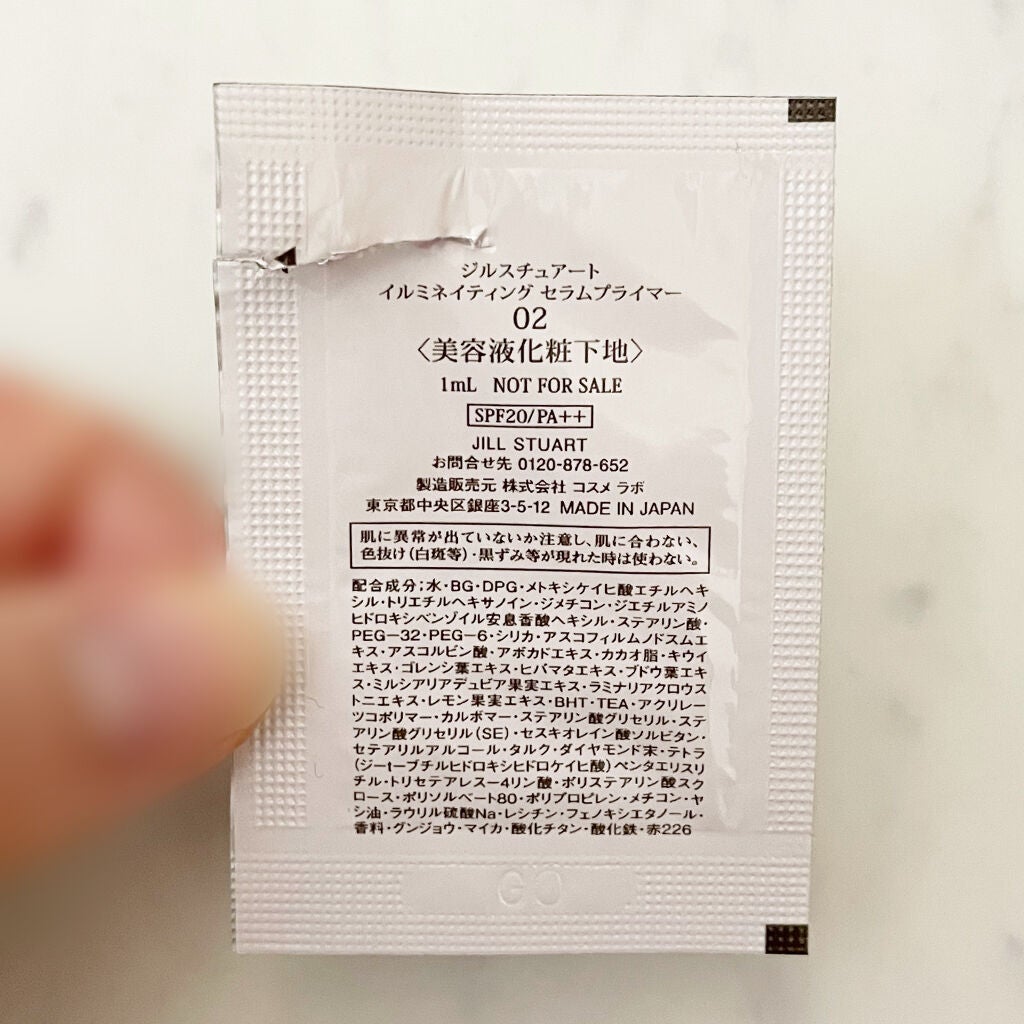 ジルスチュアート
イルミネイティング セラムプライマー
02
〈美容液化粧下地〉
1mL NOT FOR SALE
SPF20/PA++
JILL STUART
お問合せ先 0120-878-652
製造販売元 株式会社 コスメ ラボ
東京都中央区銀座3-5-12 MADE IN JAPAN
肌に異常が出ていないか注意し、肌に合わない、
色抜け(白斑等)・黒ずみ等が現れた時は使わない。
配合成分;水・BG・DPG・メトキシケイヒ酸エチルヘキ
シル・トリエチルヘキサノイン・ジメチコン・ジエチルアミノ
ヒドロキシベンゾイル安息香酸ヘキシル・ステアリン酸・
PEG-32・PEG-6・シリカ・アスコフィルムノドスムエ
キス・アスコルビン酸・アボカドエキス・カカオ脂・キウイ
エキス・ゴレンシ葉エキス・ヒバマタエキス・ブドウ葉エキ
ス・ミルシアリアデュビア果実エキス・ラミナリアクロウス
トニエキス・レモン果実エキス・BHT・TEA・アクリレー
ツコポリマー・カルボマー・ステアリン酸グリセリル・ステ
アリン酸グリセリル(SE)・セスキオレイン酸ソルビタン・
セテアリルアルコール・タルク・ダイヤモンド末・テトラ
(ジ-t-ブチルヒドロキシヒドロケイヒ酸)ペンタエリスリ
チル・トリセテアレス-4リン酸・ポリステアリン酸スク
ロース・ポリソルベート80・ポリプロピレン・メチコン・ヤ
シ油・ラウリル硫酸Na・レシチン・フェノキシエタノール・
香料・グンジョウ・マイカ・酸化チタン・酸化鉄・赤226